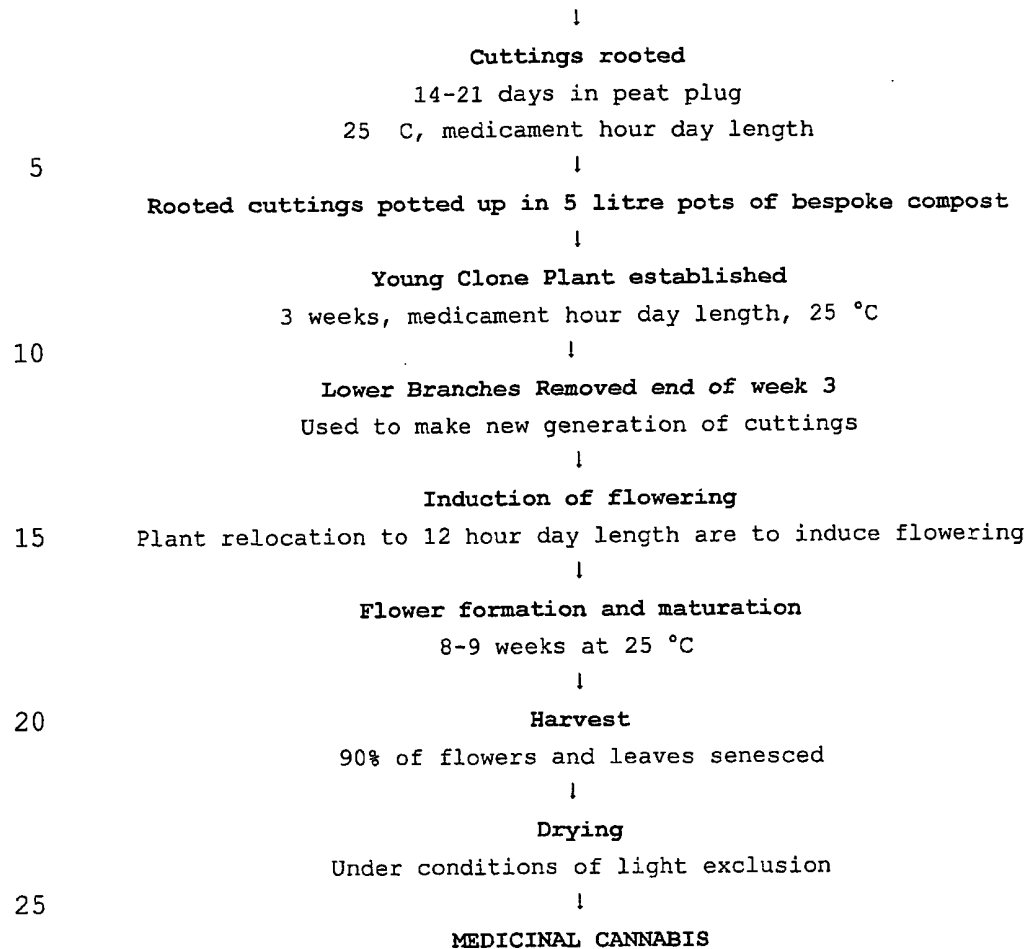 ↓
Cuttings rooted
14-21 days in peat plug
25 C, medicament hour day length
5 ↓
Rooted cuttings potted up in 5 litre pots of bespoke compost
↓
Young Clone Plant established
3 weeks, medicament hour day length, 25 °C
10 ↓
Lower Branches Removed end of week 3
Used to make new generation of cuttings
↓
Induction of flowering
15 Plant relocation to 12 hour day length are to induce flowering
↓
Flower formation and maturation
8-9 weeks at 25 °C
↓
20 Harvest
90% of flowers and leaves senesced
↓
Drying
Under conditions of light exclusion
25 ↓
MEDICINAL CANNABIS